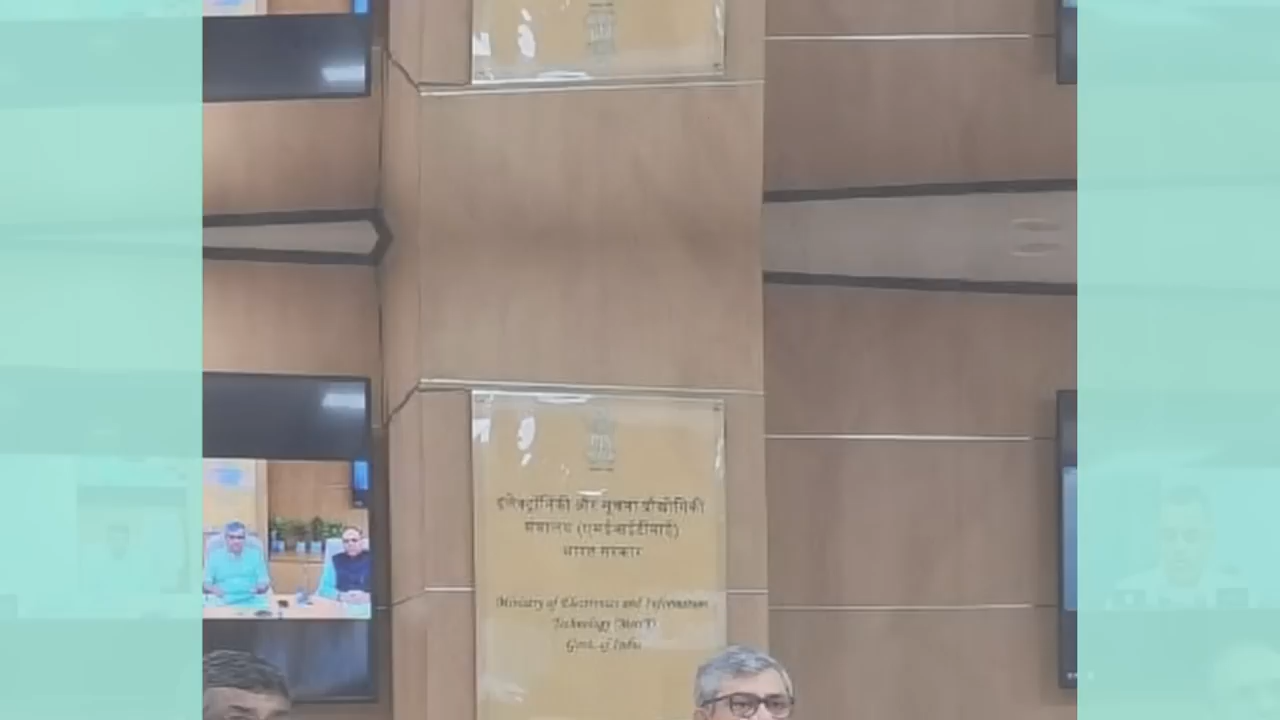 इलेक्ट्रॉनिकी और सूचना प्रौद्योगिकी
मंत्रालय (एमईआईटीवाई)
भारत सरकार
Ministry of Electronics and Information
Technology (MeitY)
Govt. of India